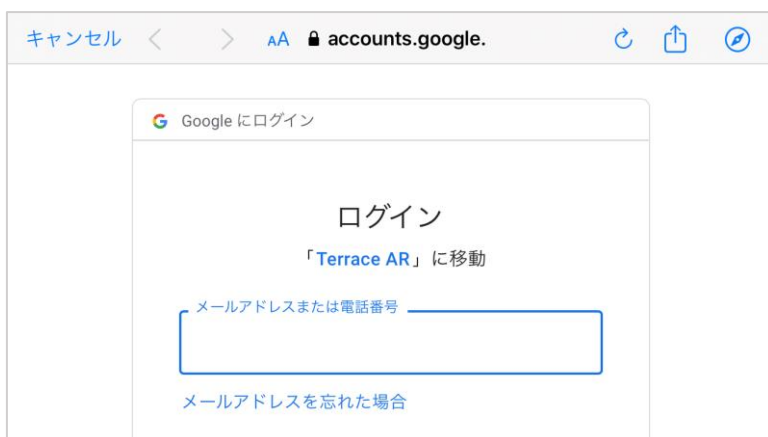 キャンセル AA accounts.google.
Google にログイン
ログイン
「Terrace AR」に移動
メールアドレスまたは電話番号
メールアドレスを忘れた場合